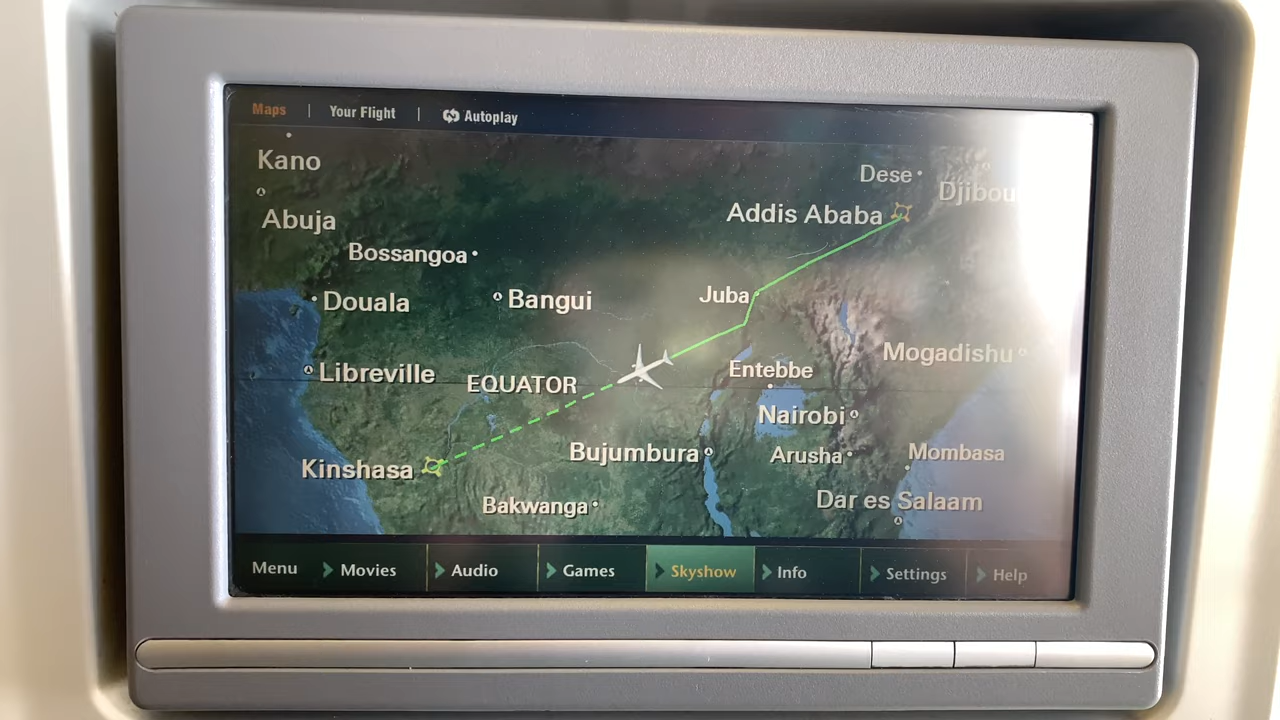 Maps | Your Flight | Autoplay
Kano
Dese
Djibou
Abuja
Addis Ababa
Bossangoa
Juba
Douala
Bangui
Mogadishu
Libreville
EQUATOR
Entebbe
Nairobi
Bujumbura
Arusha
Mombasa
Kinshasa
Bakwanga
Dar es Salaam
Menu Movies Audio Games Skyshow Info Settings Help